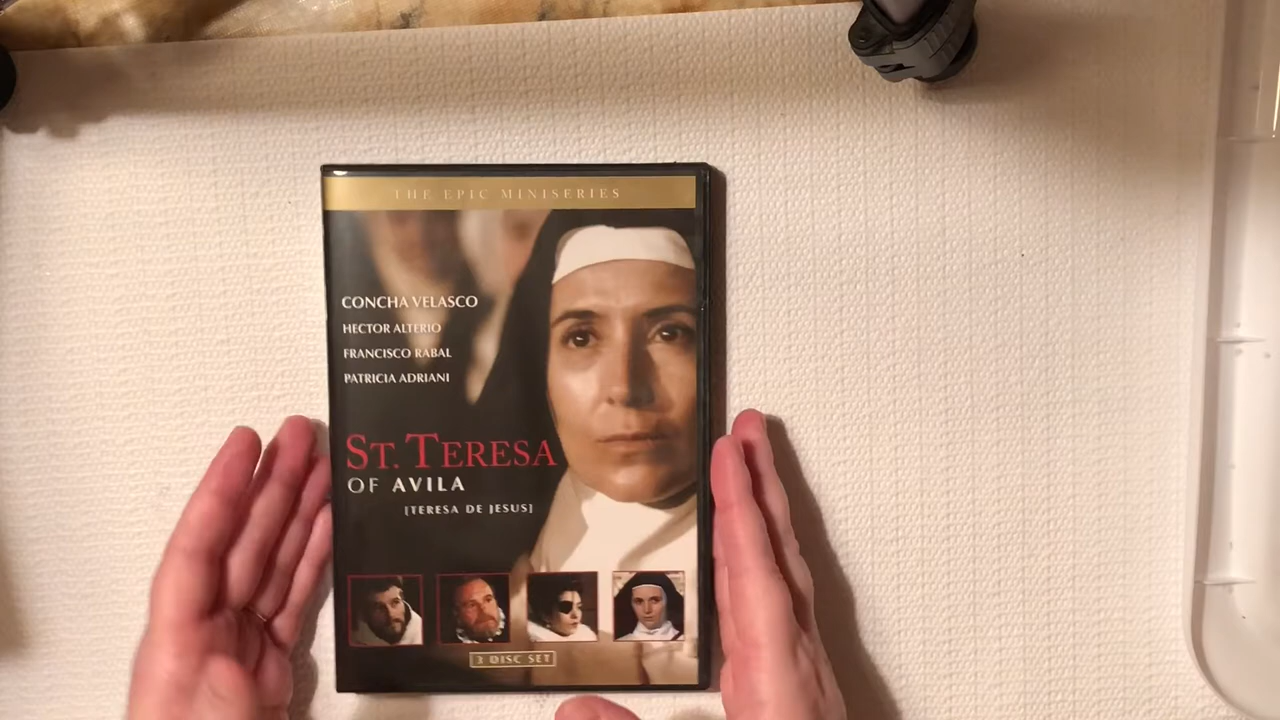 THE EPIC MINISERIES
CONCHA VELASCO
HECTOR ALTERIO
FRANCISCO RABAL
PATRICIA ADRIANI
ST. TERESA
OF AVILA
[TERESA DE JESUS]
3 DISC SET